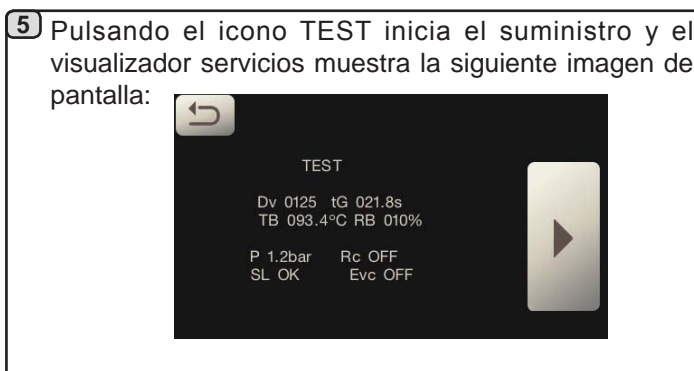 5 Pulsando el icono TEST inicia el suministro y el
visualizador servicios muestra la siguiente imagen de
pantalla:
TEST
Dv 0125 tG 021.8s
TB 093.4°C RB 010%
P 1.2bar Rc OFF
SL OK Evc OFF